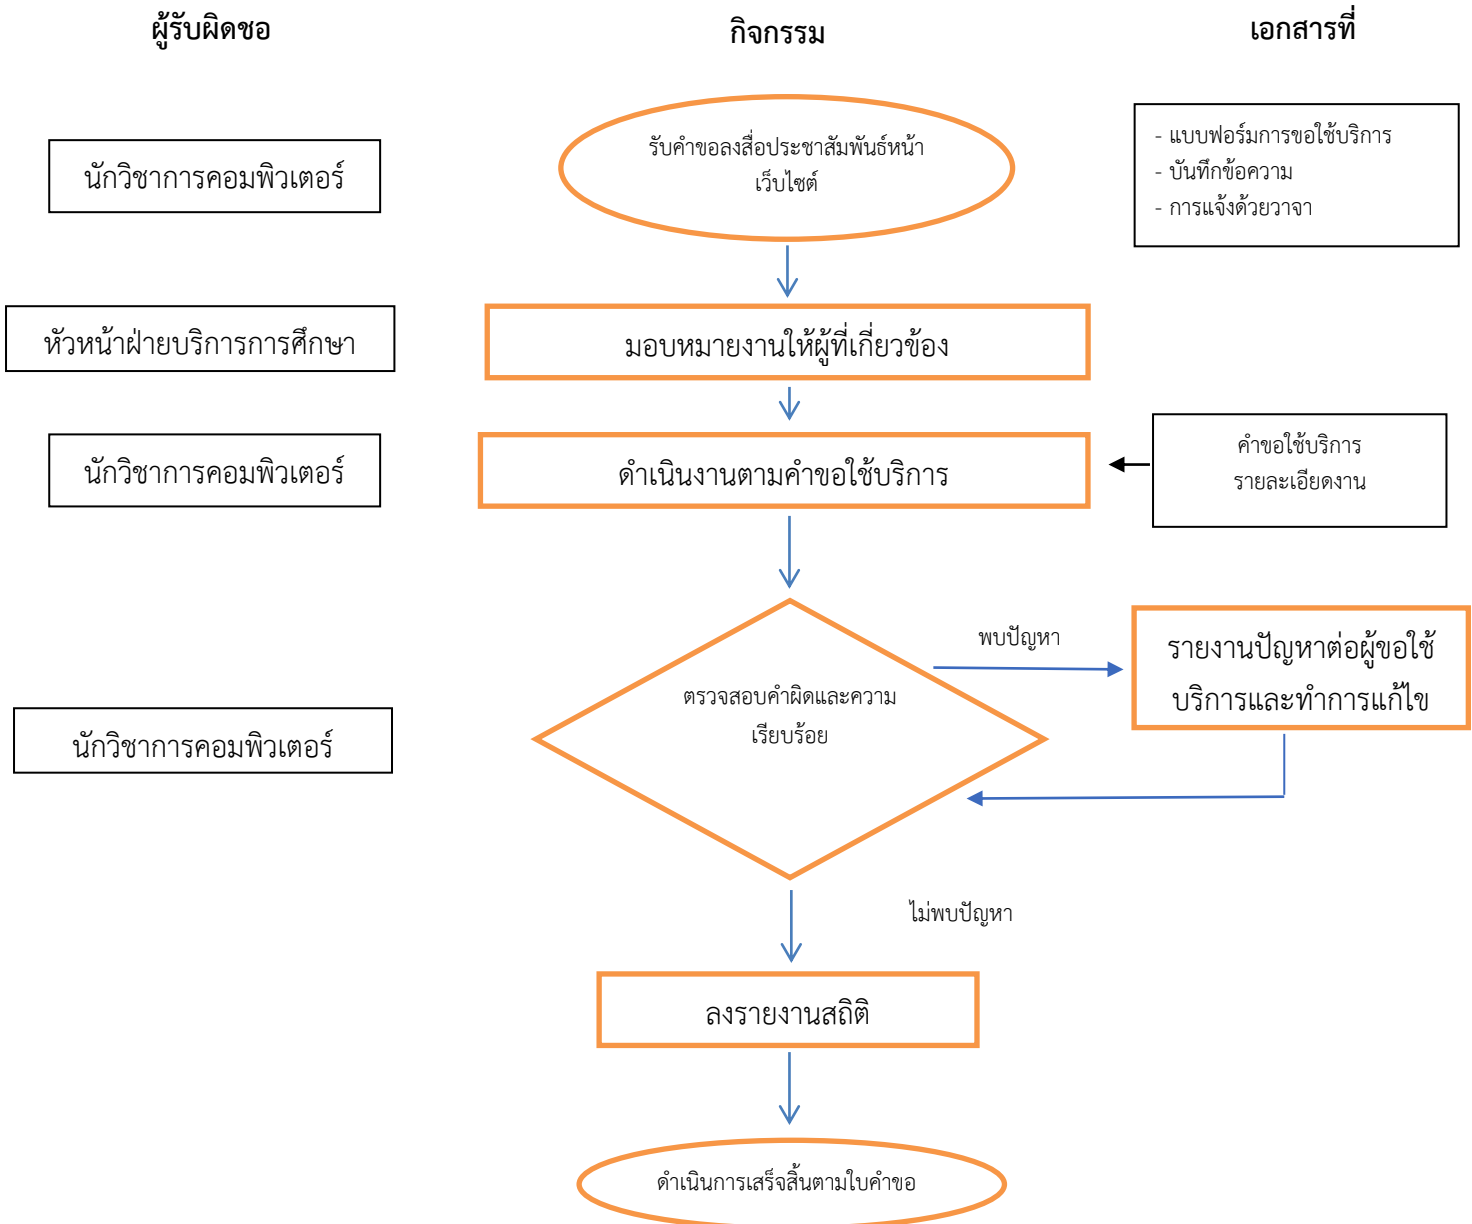 ผู้รับผิดชอ
กิจกรรม
เอกสารที่
นักวิชาการคอมพิวเตอร์
รับคำขอลงสื่อประชาสัมพันธ์หน้า
เว็บไซต์
- แบบฟอร์มการขอใช้บริการ
- บันทึกข้อความ
- การแจ้งด้วยวาจา
หัวหน้าฝ่ายบริการการศึกษา
มอบหมายงานให้ผู้ที่เกี่ยวข้อง
นักวิชาการคอมพิวเตอร์
ดำเนินงานตามคำขอใช้บริการ
คำขอใช้บริการ
รายละเอียดงาน
พบปัญหา
รายงานปัญหาต่อผู้ขอใช้
บริการและทำการแก้ไข
นักวิชาการคอมพิวเตอร์
ตรวจสอบคำผิดและความ
เรียบร้อย
ไม่พบปัญหา
ลงรายงานสถิติ
ดำเนินการเสร็จสิ้นตามใบคำขอ